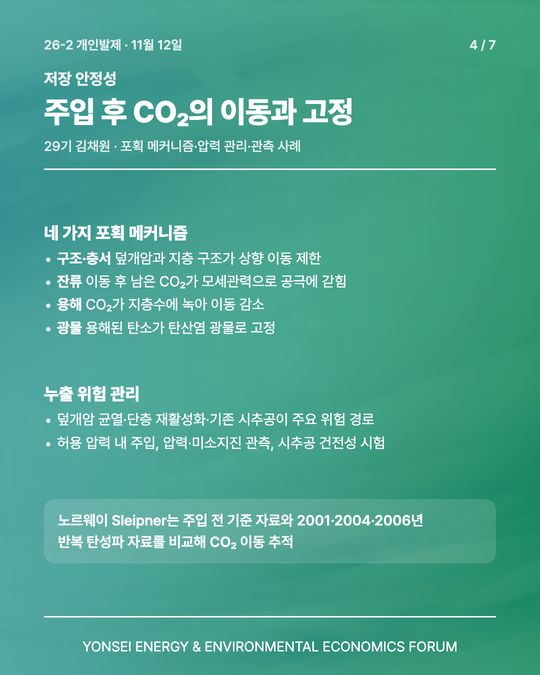 26-2 개인발제 · 11월 12일
4 / 7
저장 안정성
주입 후 CO₂의 이동과 고정
29기 김채원 · 포획 메커니즘·압력 관리·관측 사례
네 가지 포획 메커니즘
• 구조·층서 덮개암과 지층 구조가 상향 이동 제한
• 잔류 이동 후 남은 CO₂가 모세관력으로 공극에 갇힘
• 용해 CO₂가 지층수에 녹아 이동 감소
• 광물 용해된 탄소가 탄산염 광물로 고정
누출 위험 관리
• 덮개암 균열·단층 재활성화·기존 시추공이 주요 위험 경로
• 허용 압력 내 주입, 압력·미소지진 관측, 시추공 건전성 시험
노르웨이 Sleipner는 주입 전 기준 자료와 2001·2004·2006년
반복 탄성파 자료를 비교해 CO₂ 이동 추적
YONSEI ENERGY & ENVIRONMENTAL ECONOMICS FORUM